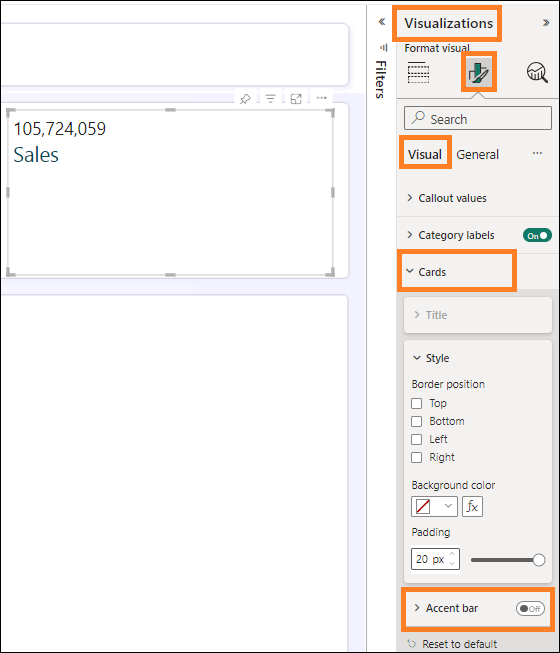 105,724,059
Sales
Filters
Visualizations
Format visual
Search
Visual General
Callout values
Category labels On
Cards
Title
Style
Border position
Top
Bottom
Left
Right
Background color
fx
Padding
20 px
Accent bar Off
Reset to default